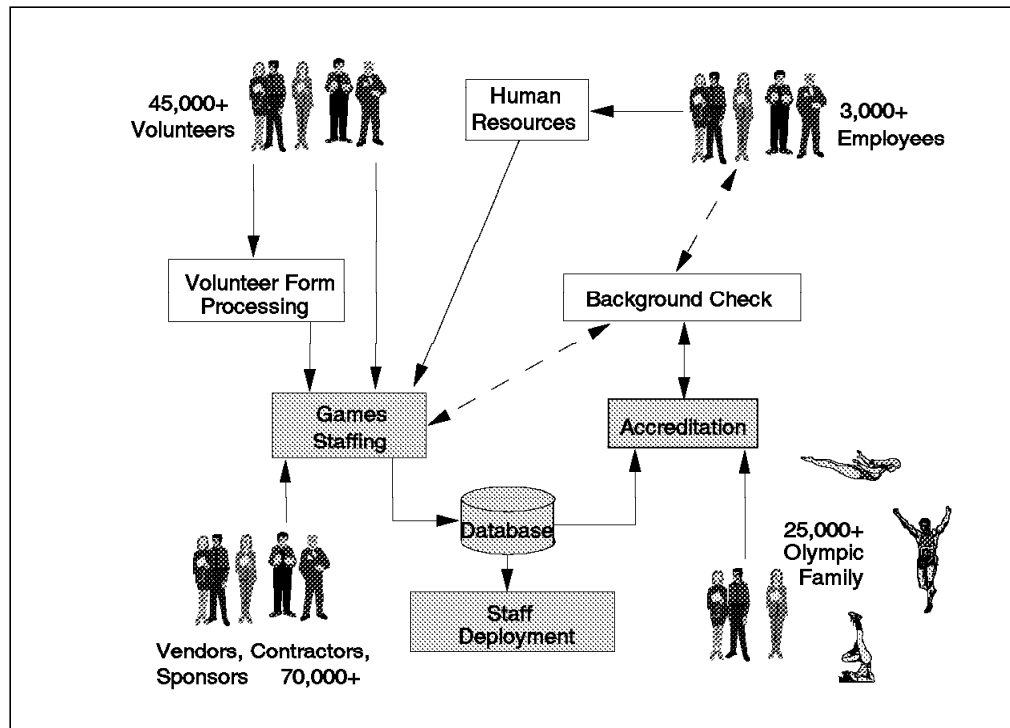 45,000+
Volunteers
Human
Resources
3,000+
Employees
Volunteer Form
Processing
Background Check
Games
Staffing
Accreditation
Database
25,000+
Olympic
Family
Staff
Deployment
Vendors, Contractors,
Sponsors 70,000+